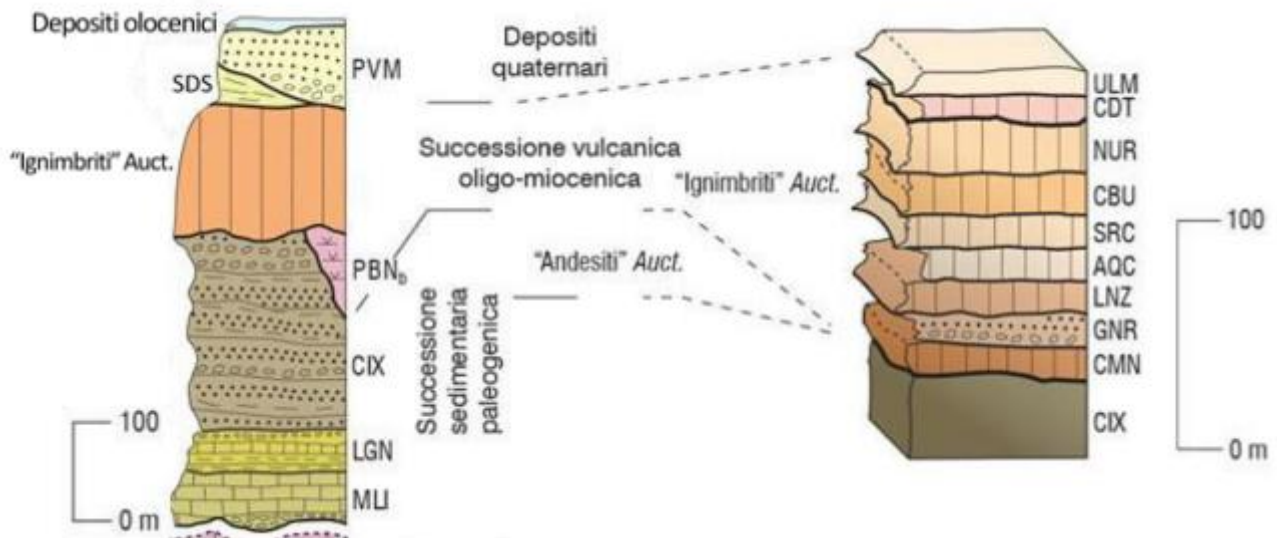 Depositi olocenici
SDS
PVM
"Ignimbriti" Auct.
PBNb
CIX
LGN
MLI
100
0 m
Depositi
quaternari
Successione vulcanica
oligo-miocenica
"Ignimbriti" Auct.
"Andesiti" Auct.
Successione
sedimentaria
paleogenica
ULM
CDT
NUR
CBU
SRC
AQC
LNZ
GNR
CMN
CIX
100
0 m